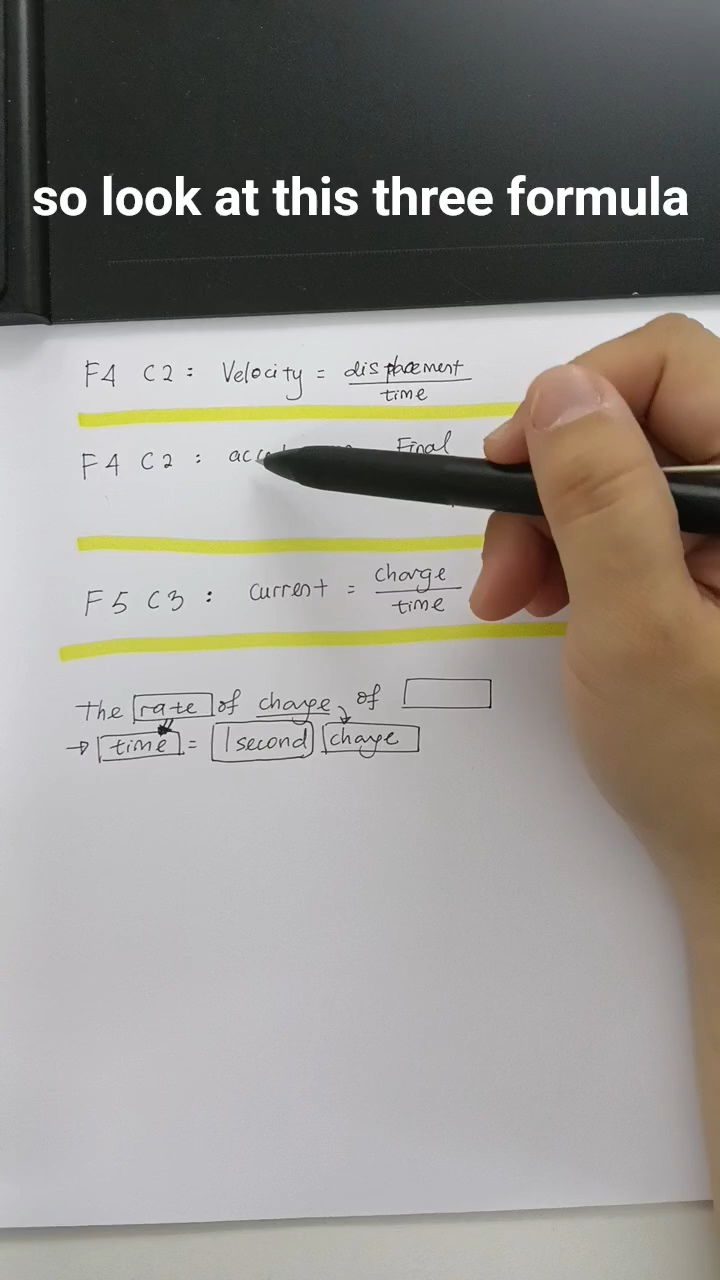 so look at this three formula
F4 C2 : Velocity = displacement
time
F4 C2 : Final
F5 C3 : current = charge
time
The rate of change of
→ time = 1 second change